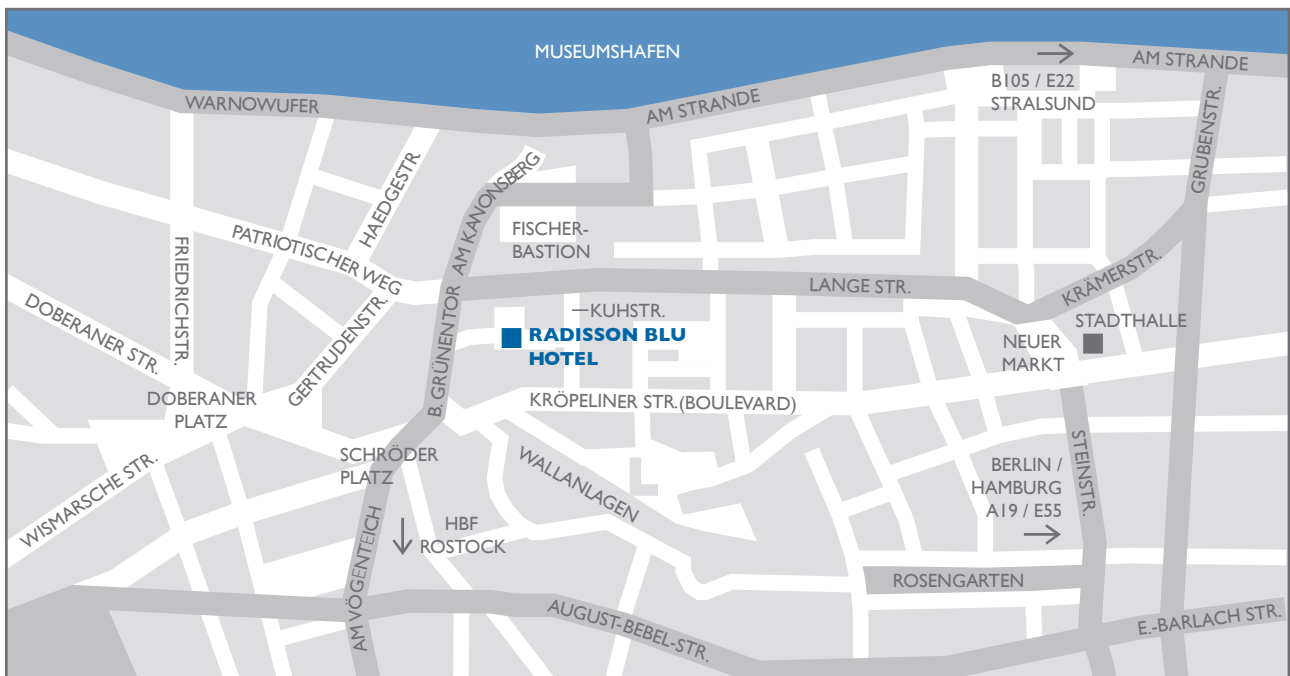 MUSEUMSHAFEN
AM STRANDE
B105 / E22
STRALSUND
WARNOWUFER
AM STRANDE
GRUBENSTR.
HAEDGESTR.
AM KANONSBERG
FISCHER-
BASTION
PATRIOTISCHER WEG
FRIEDRICHSTR.
LANGE STR.
KRÄMERSTR.
DOBERANER STR.
GERTRUDENSTR.
B. GRÜNENTOR
KUHSTR.
RADISSON BLU
HOTEL
STADTHALLE
NEUER
MARKT
DOBERANER
PLATZ
KRÖPELINER STR.(BOULEVARD)
SCHRÖDER
PLATZ
WALLANLAGEN
STEINSTR.
BERLIN /
HAMBURG
A19 / E55
WISMARSCHE STR.
HBF
ROSTOCK
AM VÖGENTEICH
ROSENGARTEN
AUGUST-BEBEL-STR.
E.-BARLACH STR.